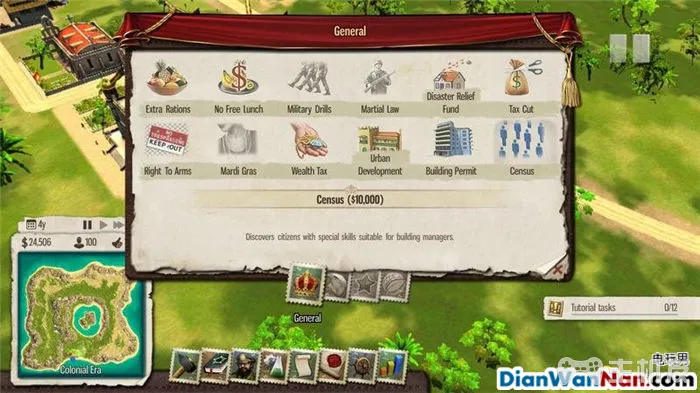 General
Extra Rations
No Free Lunch
Military Drills
Martial Law
Disaster Relief
Fund
Tax Cut
KEEP OUT
Right To Arms
Mardi Gras
Wealth Tax
Urban
Development
Building Permit
Census
Census ($10,000)
Discovers citizens with special skills suitable for building managers.
4y
$24,506
100
General
Tutorial tasks 0/12
Colonial Era
电玩男
DianWanNan.com